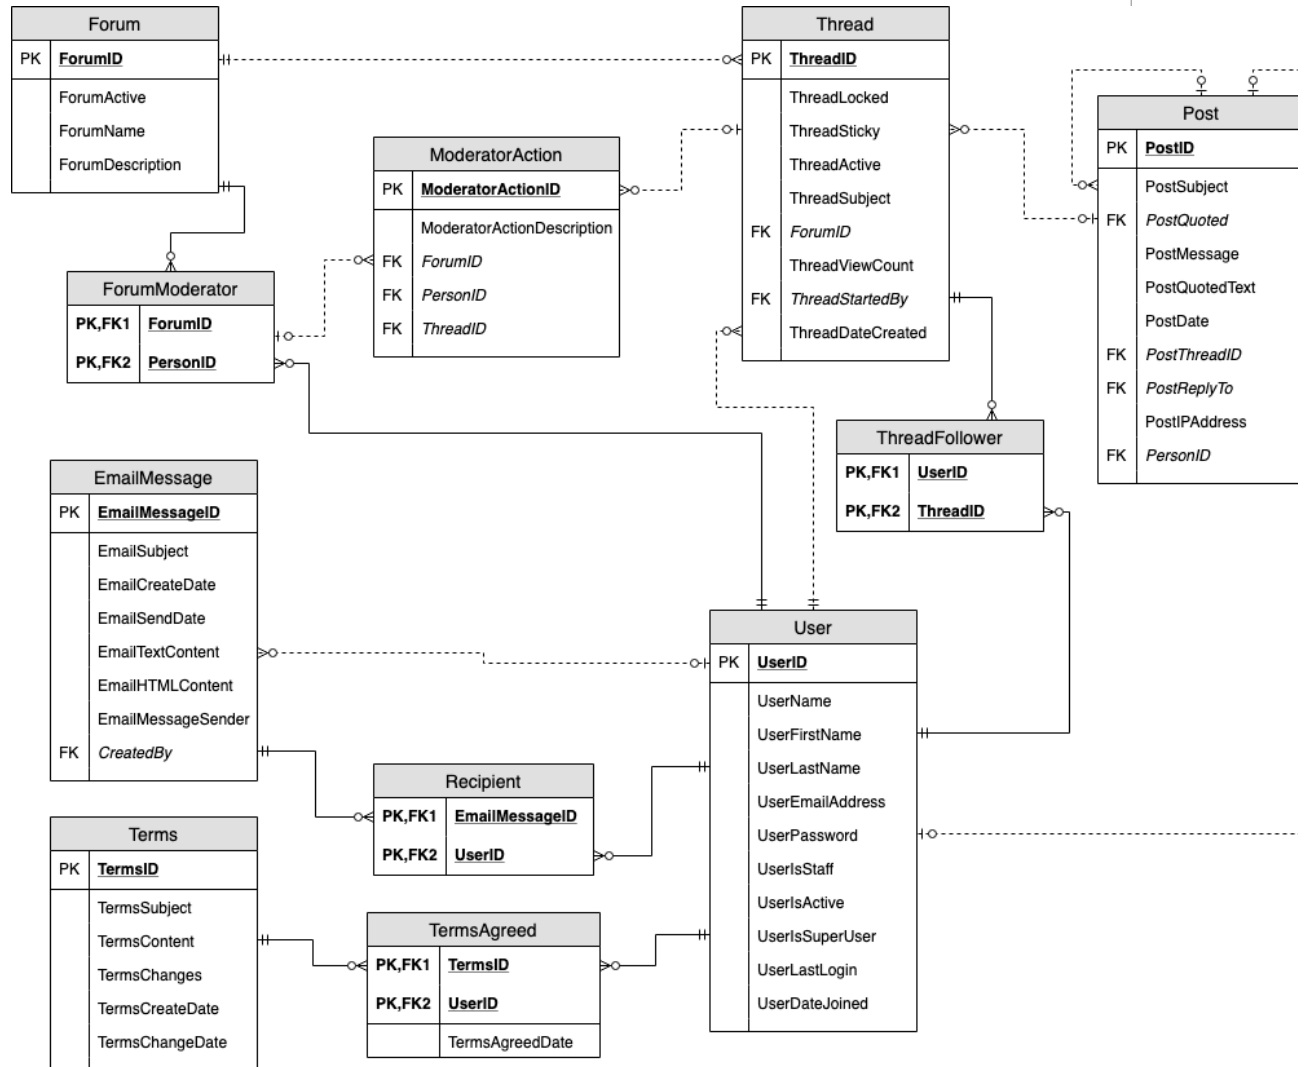 Forum
PK ForumID
ForumActive
ForumName
ForumDescription
Thread
PK ThreadID
ThreadLocked
ThreadSticky
ThreadActive
ThreadSubject
FK ForumID
ThreadViewCount
FK ThreadStartedBy
ThreadDateCreated
Post
PK PostID
PostSubject
FK PostQuoted
PostMessage
PostQuotedText
PostDate
FK PostThreadID
FK PostReplyTo
PostIPAddress
FK PersonID
ModeratorAction
PK ModeratorActionID
ModeratorActionDescription
FK ForumID
FK PersonID
FK ThreadID
ForumModerator
PK,FK1 ForumID
PK,FK2 PersonID
ThreadFollower
PK,FK1 UserID
PK,FK2 ThreadID
EmailMessage
PK EmailMessageID
EmailSubject
EmailCreateDate
EmailSendDate
EmailTextContent
EmailHTMLContent
EmailMessageSender
FK CreatedBy
User
PK UserID
UserName
UserFirstName
UserLastName
UserEmailAddress
UserPassword
UserIsStaff
UserIsActive
UserIsSuperUser
UserLastLogin
UserDateJoined
Recipient
PK,FK1 EmailMessageID
PK,FK2 UserID
Terms
PK TermsID
TermsSubject
TermsContent
TermsChanges
TermsCreateDate
TermsChangeDate
TermsAgreed
PK,FK1 TermsID
PK,FK2 UserID
TermsAgreedDate